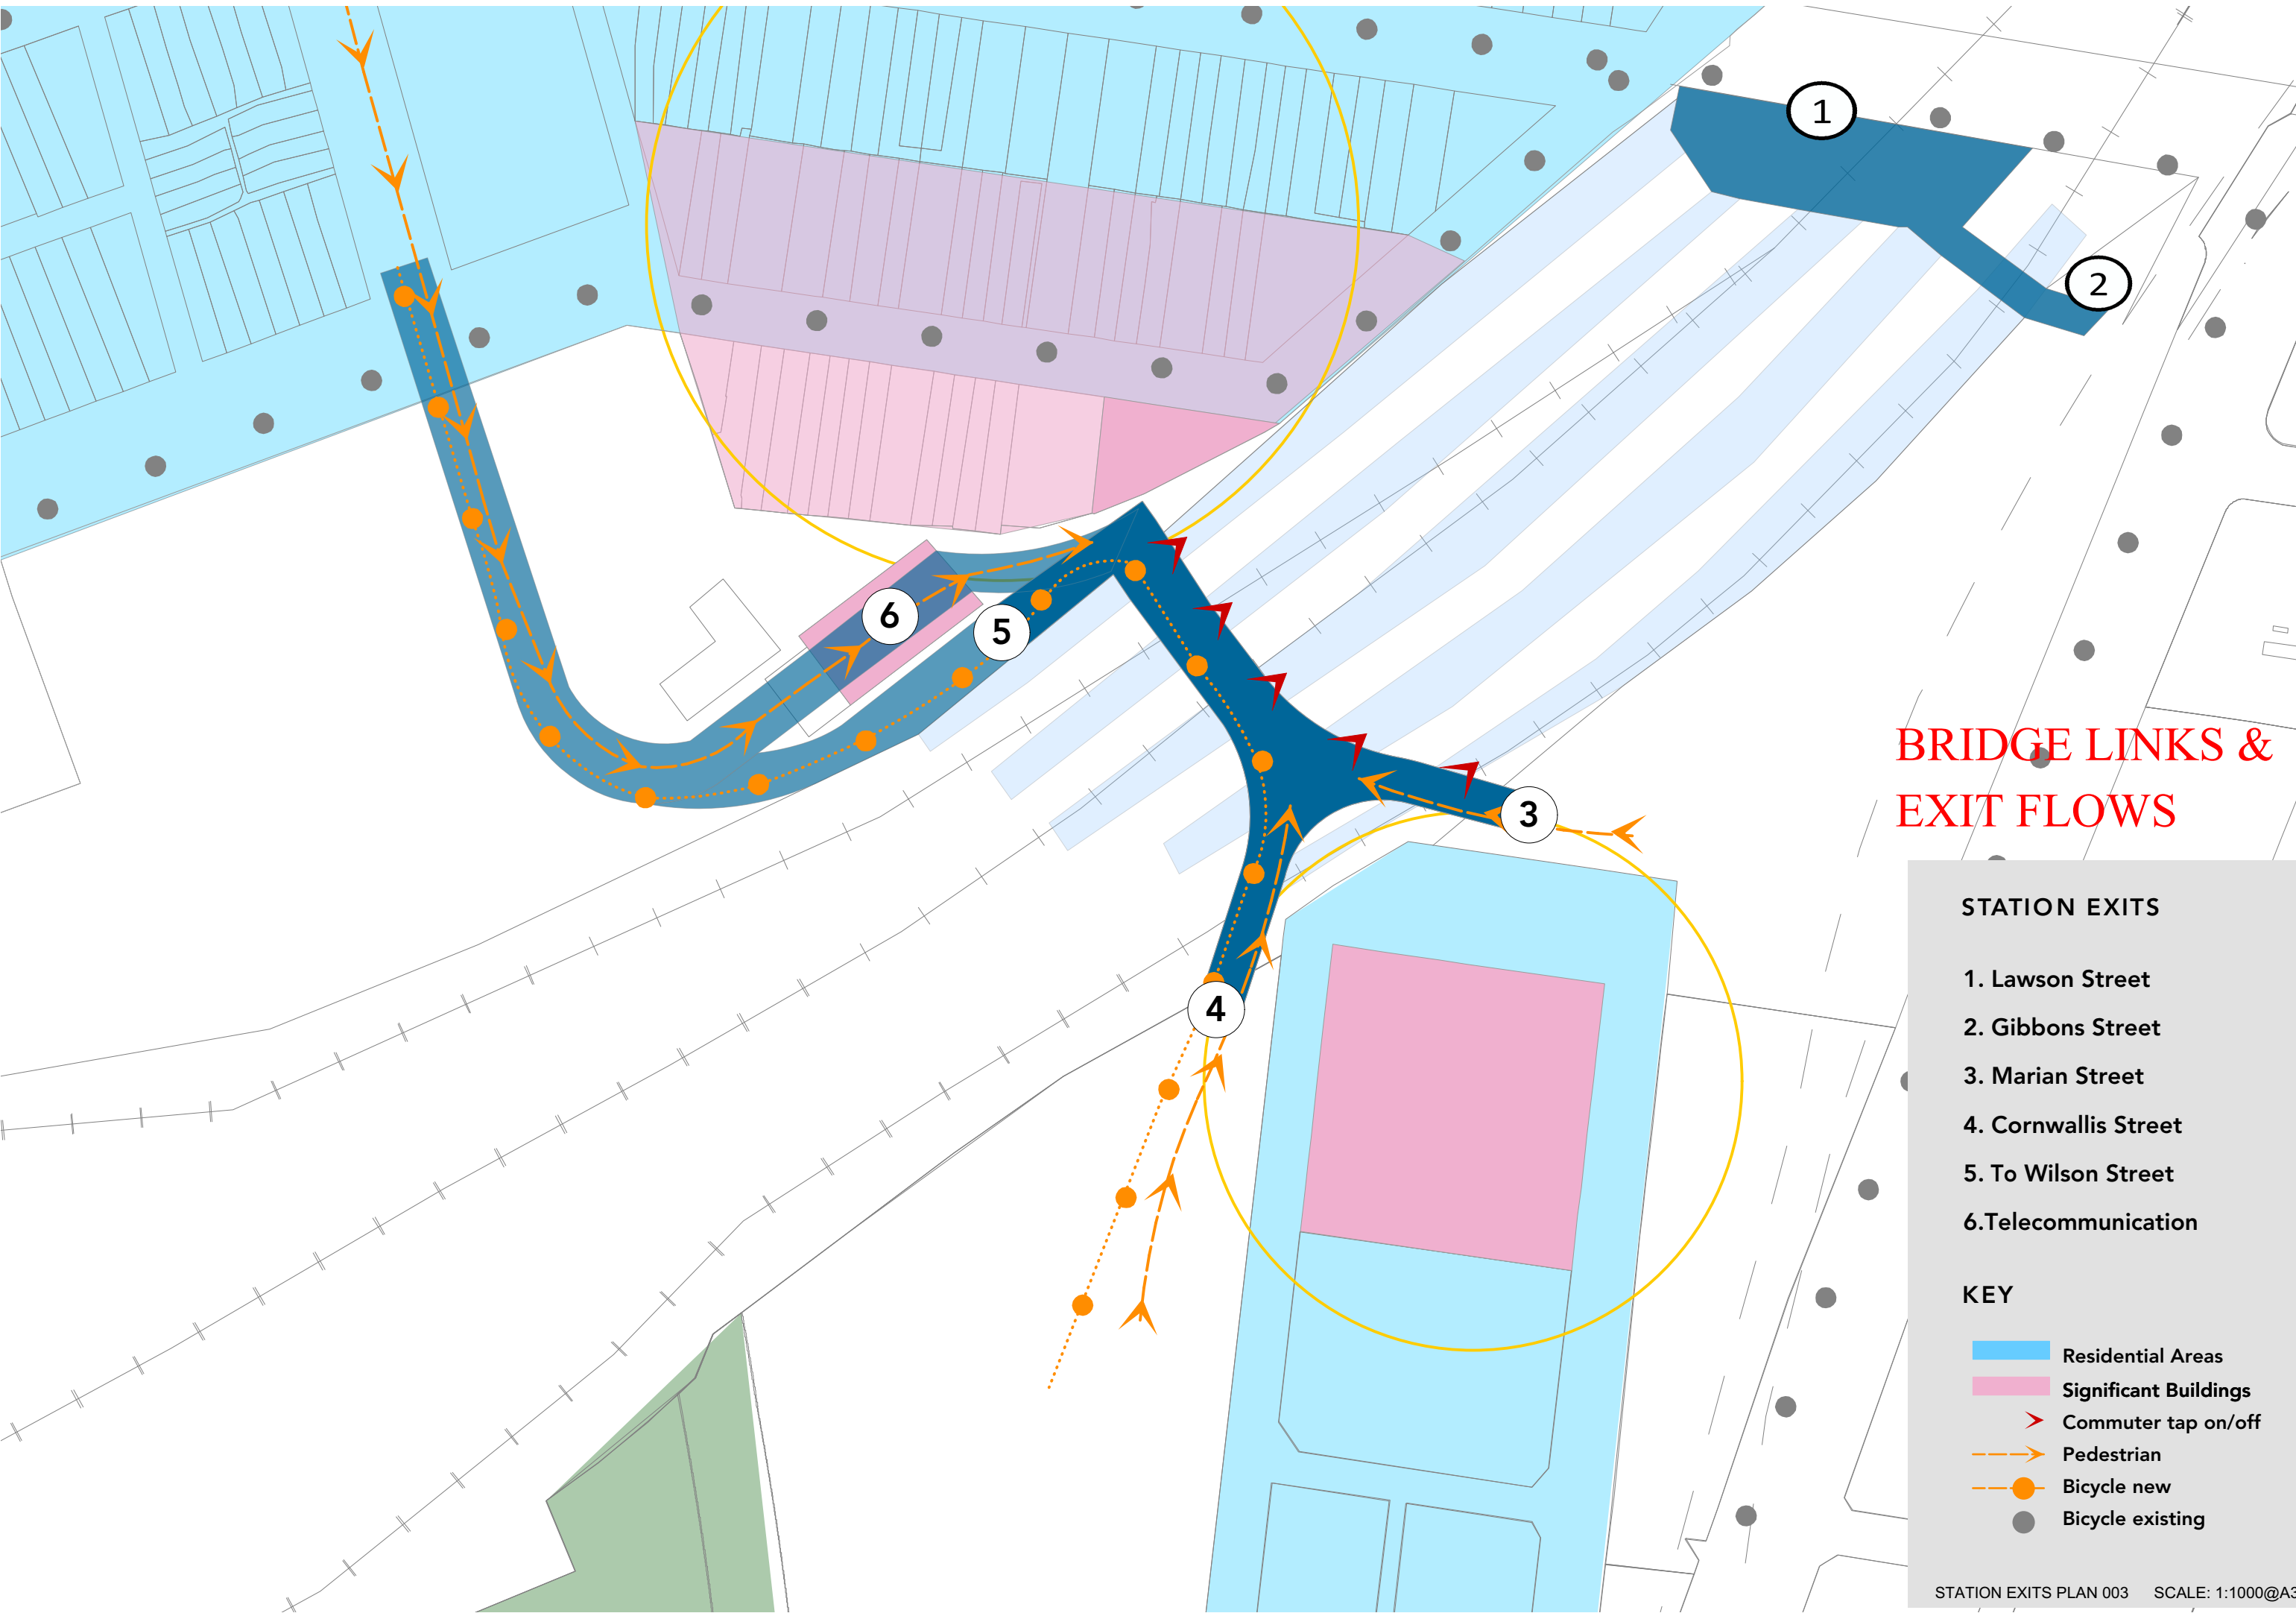 1
2
6
5
3
4
BRIDGE LINKS &
EXIT FLOWS
STATION EXITS
1. Lawson Street
2. Gibbons Street
3. Marian Street
4. Cornwallis Street
5. To Wilson Street
6.Telecommunication
KEY
Residential Areas
Significant Buildings
Commuter tap on/off
Pedestrian
Bicycle new
Bicycle existing
STATION EXITS PLAN 003 SCALE: 1:1000@A3